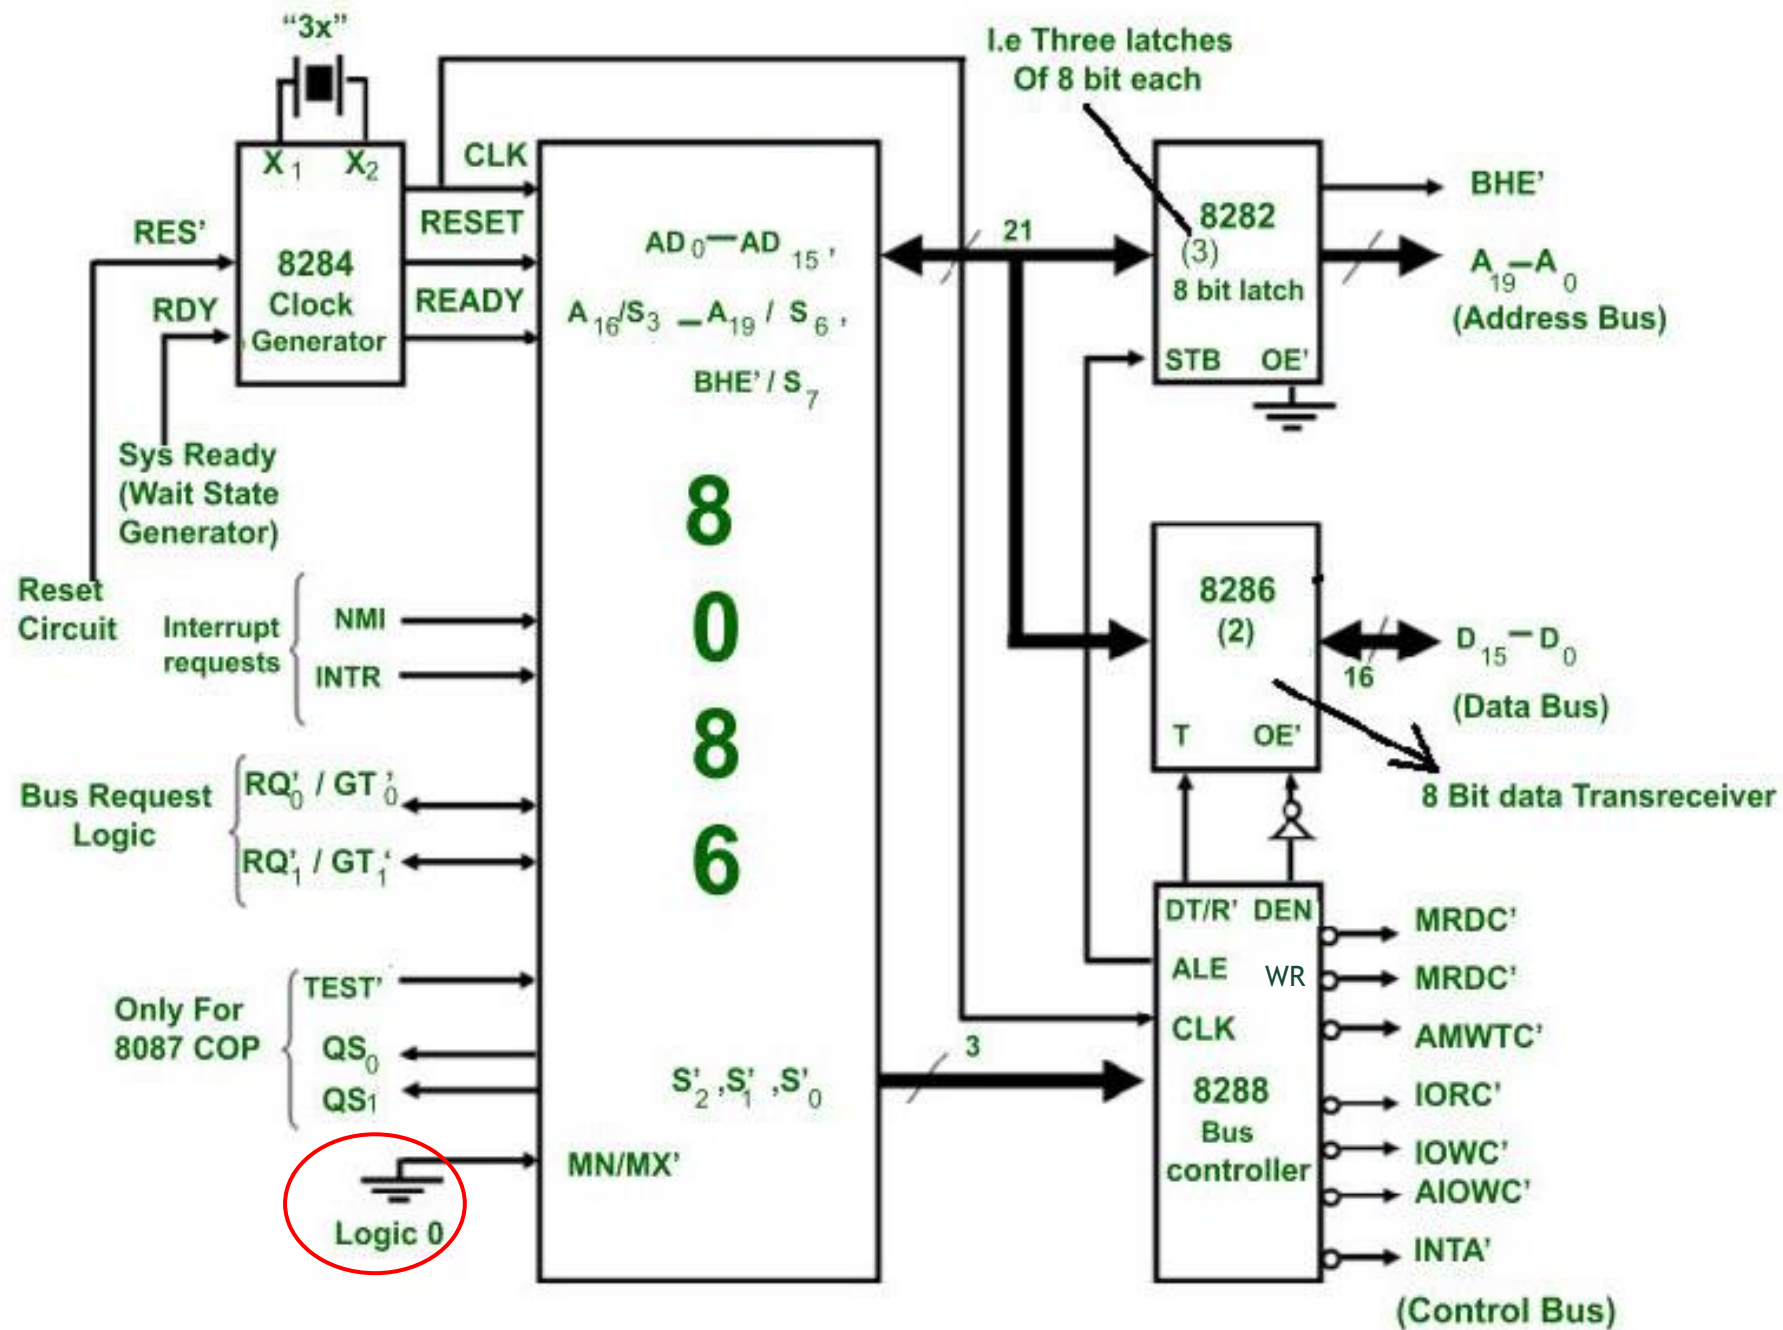 “3x”
I.e Three latches
Of 8 bit each
X1 X2
CLK
RESET
READY
RES’
RDY
8284
Clock
Generator
Sys Ready
(Wait State
Generator)
Reset
Circuit
Interrupt
requests
NMI
INTR
Bus Request
Logic
RQ'0 / GT'0
RQ'1 / GT'1
Only For
8087 COP
TEST’
QS0
QS1
Logic 0
AD0–AD15,
A16/S3 – A19 / S6,
BHE’ / S7
8
0
8
6
S'2,S'1,S'0
MN/MX’
21
3
8282
(3)
8 bit latch
STB OE’
BHE’
A19–A0
(Address Bus)
8286
(2)
T OE’
16
D15–D0
(Data Bus)
8 Bit data Transreceiver
DT/R’ DEN
ALE WR
CLK
8288
Bus
controller
MRDC’
MRDC’
AMWTC’
IORC’
IOWC’
AIOWC’
INTA’
(Control Bus)